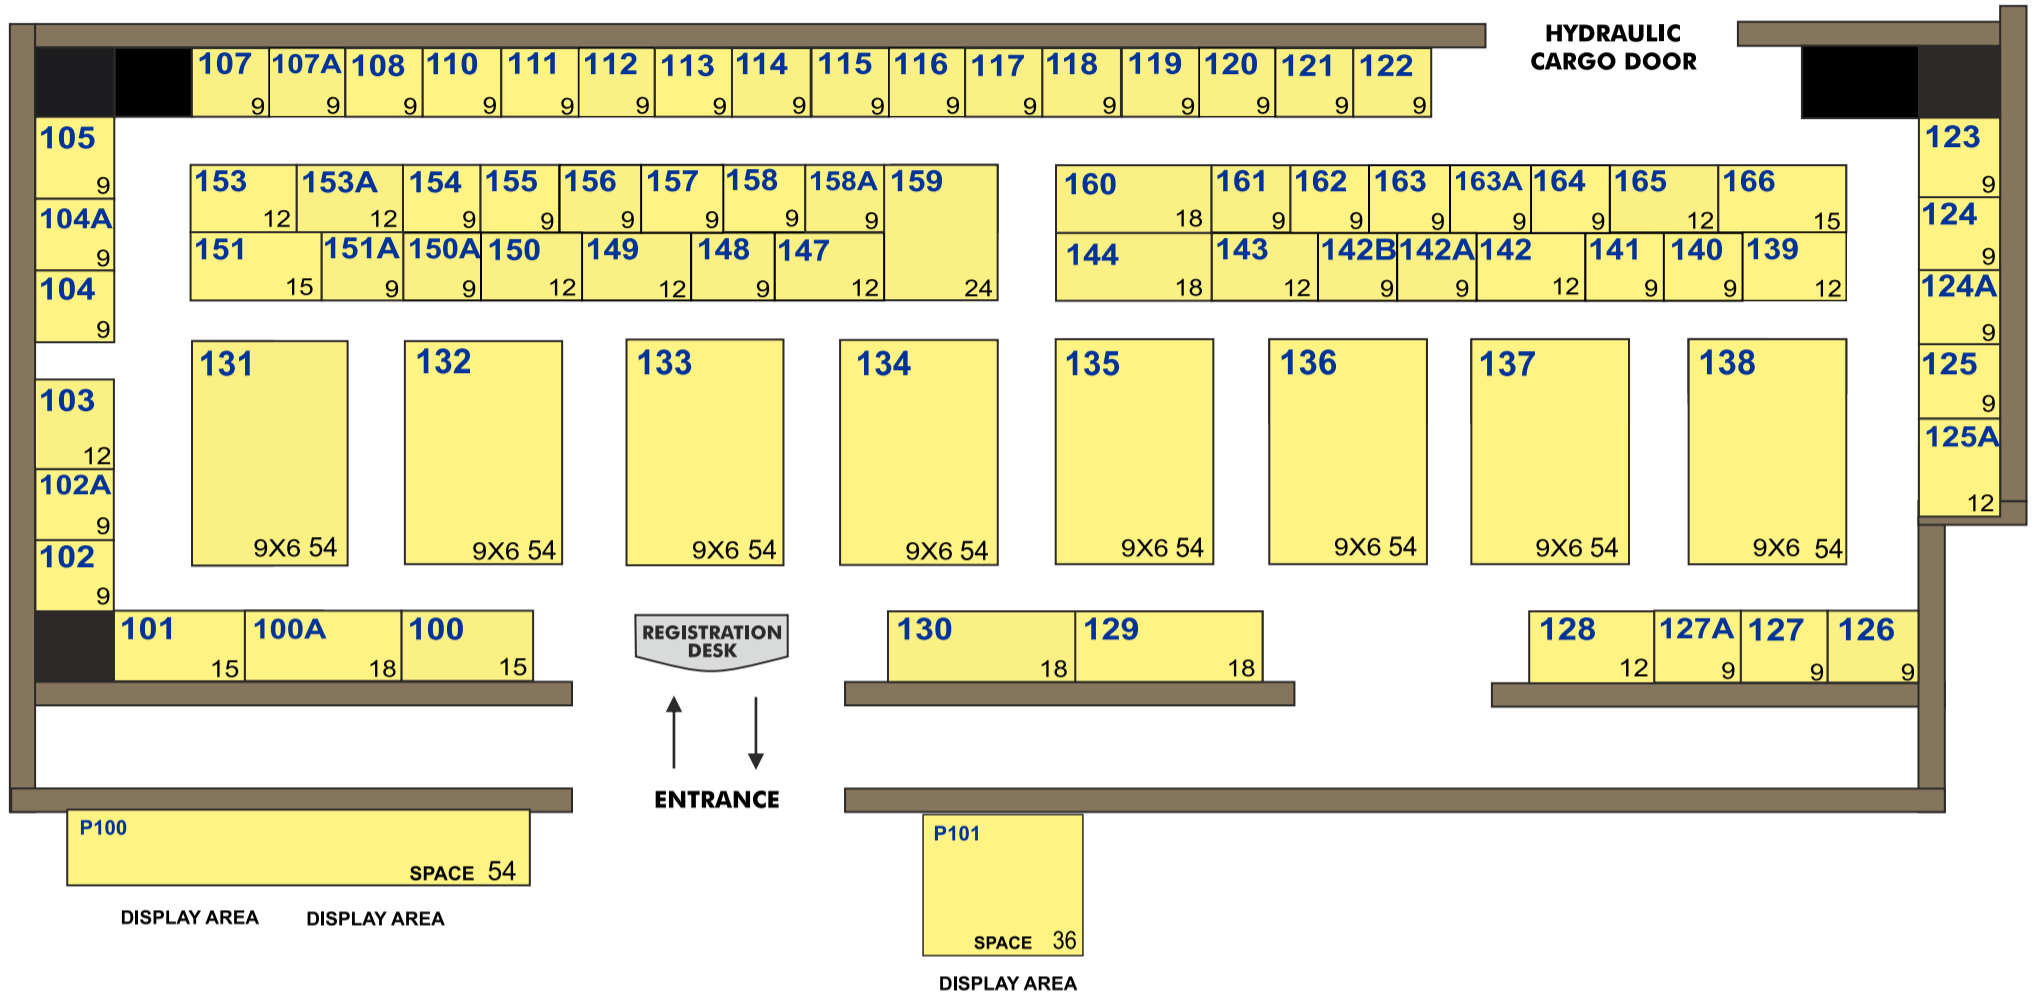 HYDRAULIC
CARGO DOOR
107 107A 108 110 111 112 113 114 115 116 117 118 119 120 121 122
9 9 9 9 9 9 9 9 9 9 9 9 9 9 9 9
105
9
104A
9
104
9
103
12
102A
9
102
9
153 153A 154 155 156 157 158 158A 159
12 12 9 9 9 9 9 9
151 151A 150A 150 149 148 147
15 9 9 12 12 9 12 24
160 161 162 163 163A 164 165 166
18 9 9 9 9 9 12 15
144 143 142B 142A 142 141 140 139
18 12 9 9 12 9 9 12
123
9
124
9
124A
9
125
9
125A
12
131 132 133 134 135 136 137 138
9X6 54 9X6 54 9X6 54 9X6 54 9X6 54 9X6 54 9X6 54 9X6 54
101 100A 100
15 18 15
REGISTRATION
DESK
130 129
18 18
128 127A 127 126
12 9 9 9
ENTRANCE
P100
SPACE 54
DISPLAY AREA DISPLAY AREA
P101
SPACE 36
DISPLAY AREA